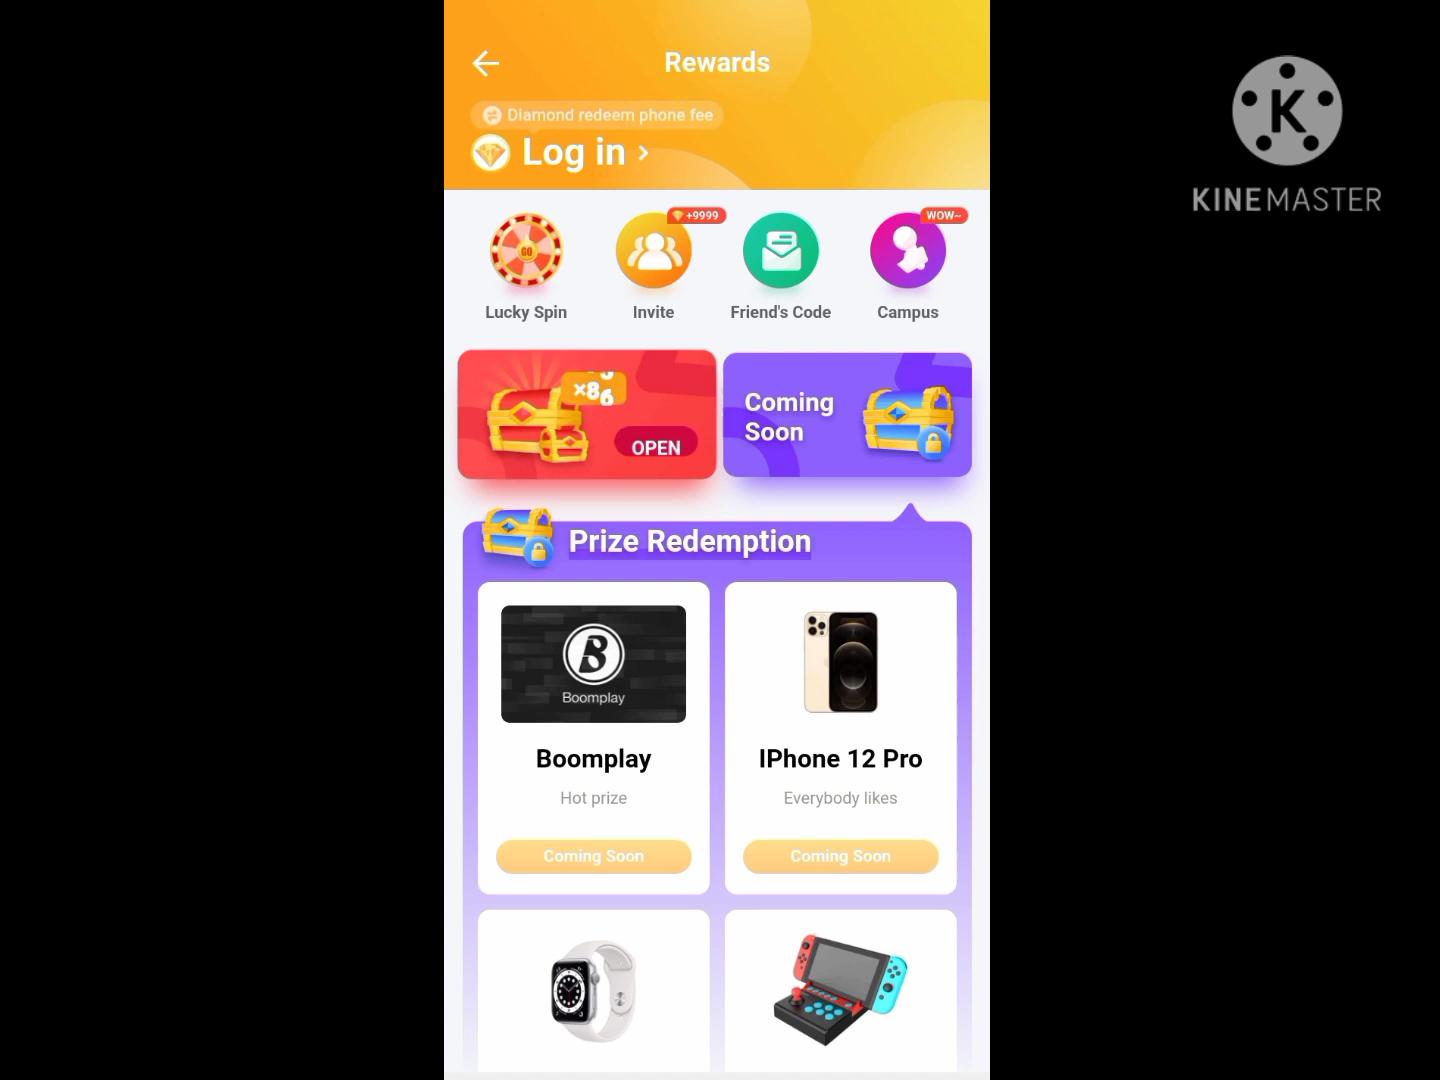 Rewards
Diamond redeem phone fee
Log in
KINEMASTER
+9999
WOW~
GO
Lucky Spin
Invite
Friend's Code
Campus
×86
OPEN
Coming
Soon
Prize Redemption
Boomplay
Boomplay
IPhone 12 Pro
Hot prize
Everybody likes
Coming Soon
Coming Soon